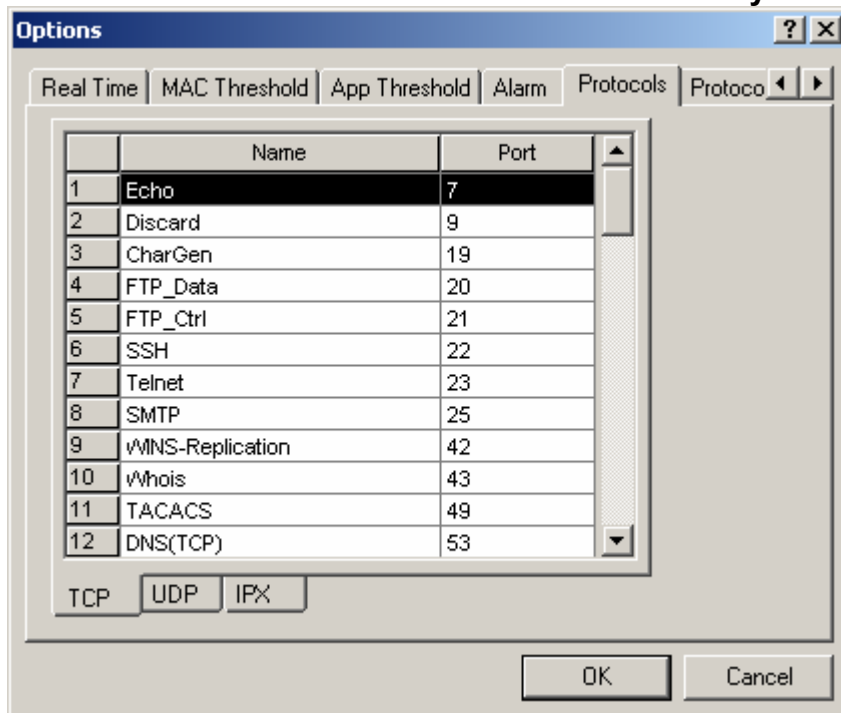 Options
Real Time MAC Threshold App Threshold Alarm Protocols Protoco
Name Port
1 Echo 7
2 Discard 9
3 CharGen 19
4 FTP_Data 20
5 FTP_Ctrl 21
6 SSH 22
7 Telnet 23
8 SMTP 25
9 WINS-Replication 42
10 Whois 43
11 TACACS 49
12 DNS(TCP) 53
TCP UDP IPX
OK Cancel